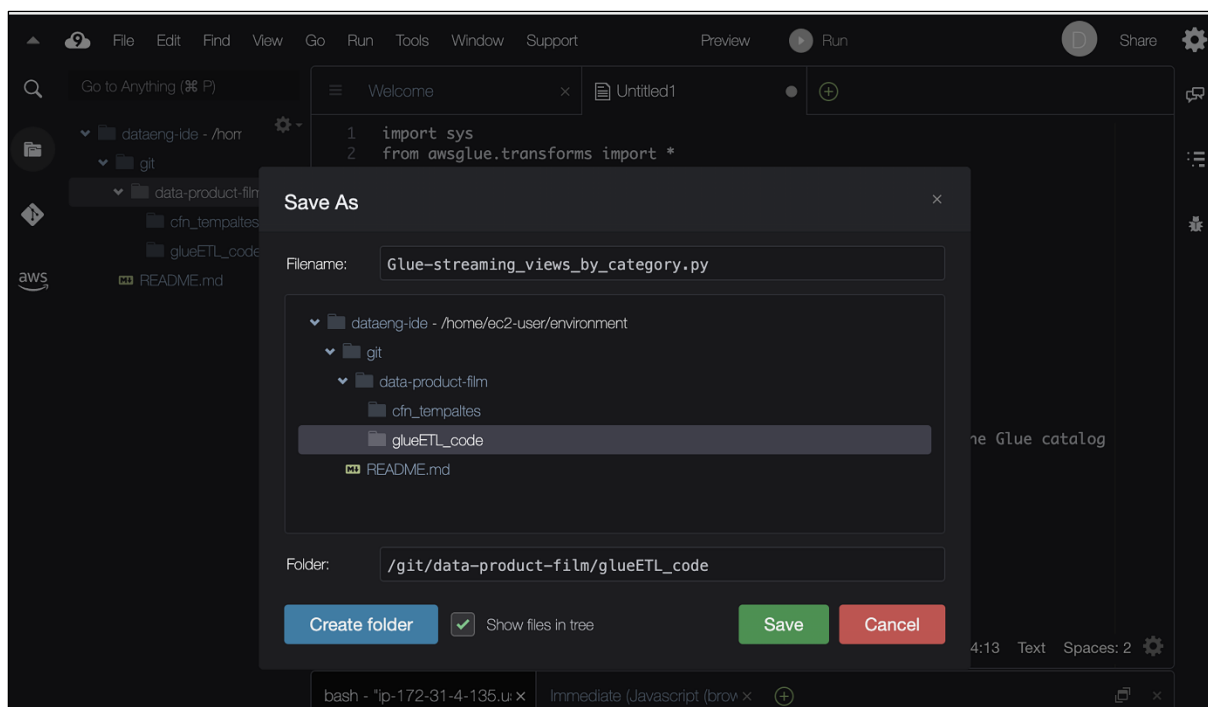 9 File Edit Find View Go Run Tools Window Support Preview Run D Share
Go to Anything (⌘ P) Welcome × Untitled1
dataeng-ide - /hom
git
data-product-film
cfn_tempaltes
glueETL_code
README.md
aws
1 import sys
2 from awsglue.transforms import *
Save As ×
Filename: Glue-streaming_views_by_category.py
dataeng-ide - /home/ec2-user/environment
git
data-product-film
cfn_tempaltes
glueETL_code
README.md
Folder: /git/data-product-film/glueETL_code
Create folder Show files in tree Save Cancel
he Glue catalog
4:13 Text Spaces: 2
bash - "ip-172-31-4-135.u: × Immediate (Javascript (brow ×